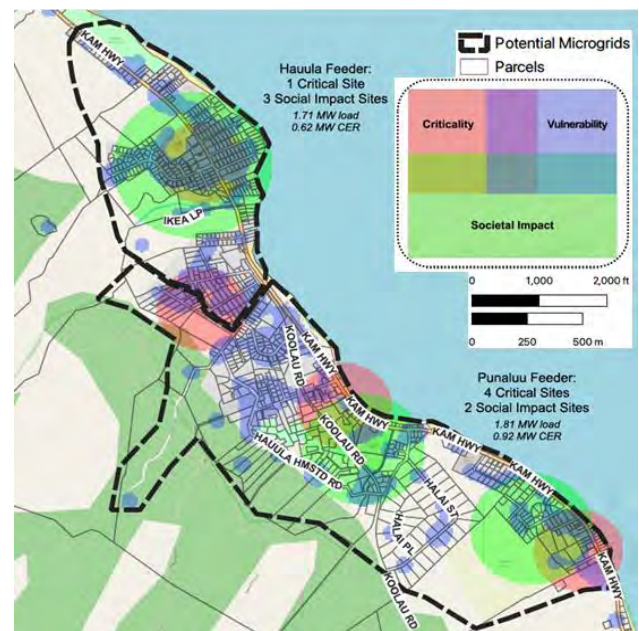 Potential Microgrids
Parcels
Criticality
Vulnerability
Societal Impact
0 1,000 2,000 ft
0 250 500 m
KAM HWY
Hauula Feeder:
1 Critical Site
3 Social Impact Sites
1.71 MW load
0.62 MW CER
IKEA LP
KOOLAU RD
KAM HWY
Punaluu Feeder:
4 Critical Sites
2 Social Impact Sites
1.81 MW load
0.92 MW CER
KAM HWY
KOOLAU RD
HAUULA HMSTD RD
KAM HWY
KAM HWY
HALAI ST
HALAI PL
KOOLAU RD
KAM HWY